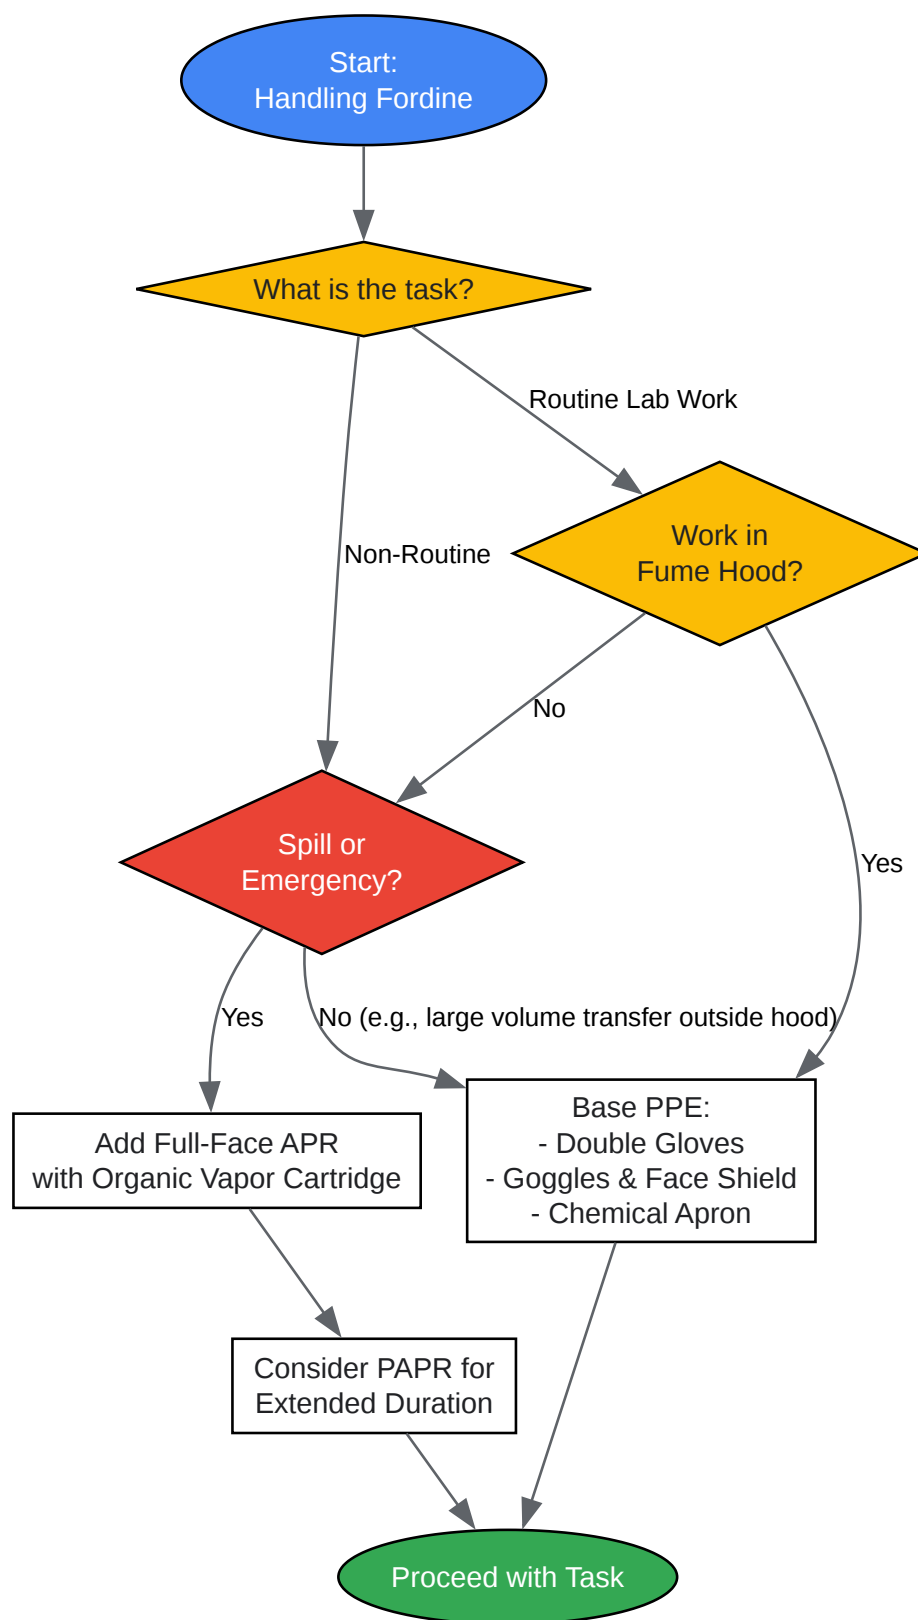 Start:
Handling Fordine
What is the task?
Routine Lab Work
Work in
Fume Hood?
Non-Routine
No
Spill or
Emergency?
Yes
Yes
No (e.g., large volume transfer outside hood)
Base PPE:
- Double Gloves
- Goggles & Face Shield
- Chemical Apron
Add Full-Face APR
with Organic Vapor Cartridge
Consider PAPR for
Extended Duration
Proceed with Task